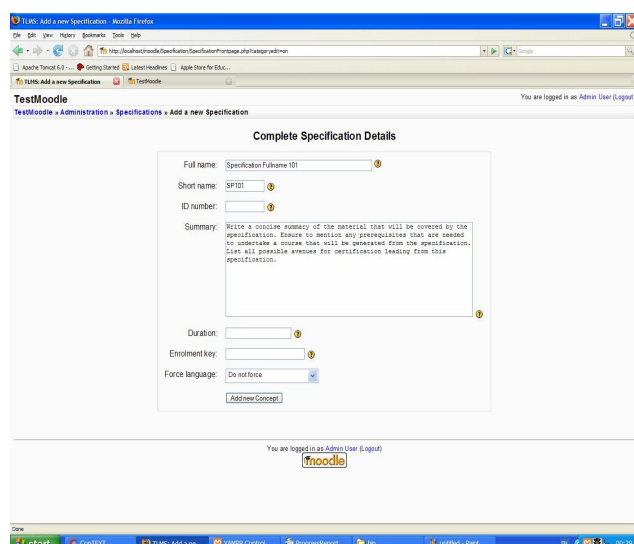 TLMS: Add a new Specification - Mozilla Firefox
File Edit View History Bookmarks Tools Help
http://localhost/moodle/Specification/SpecificationFrontpage.php?categoryedit=on
Google
Apache Tomcat 6.0 - ... Getting Started Latest Headlines Apple Store for Educ...
TLMS: Add a new Specification TestMoodle
TestMoodle
You are logged in as Admin User (Logout)
TestMoodle » Administration » Specifications » Add a new Specification
Complete Specification Details
Full name: Specification Fullname 101
Short name: SP101
ID number:
Summary: Write a concise summary of the material that will be covered by the
specification. Ensure to mention any prerequisites that are needed
to undertake a course that will be generated from the specification.
List all possible avenues for certification leading from this
specification.
Duration:
Enrolment key:
Force language: Do not force
Add new Concept
You are logged in as Admin User (Logout)
moodle
Done
start ConTEXT TLMS: Add a ne... XAMPP Control ... ProgressReport bin untitled - Paint 00:29